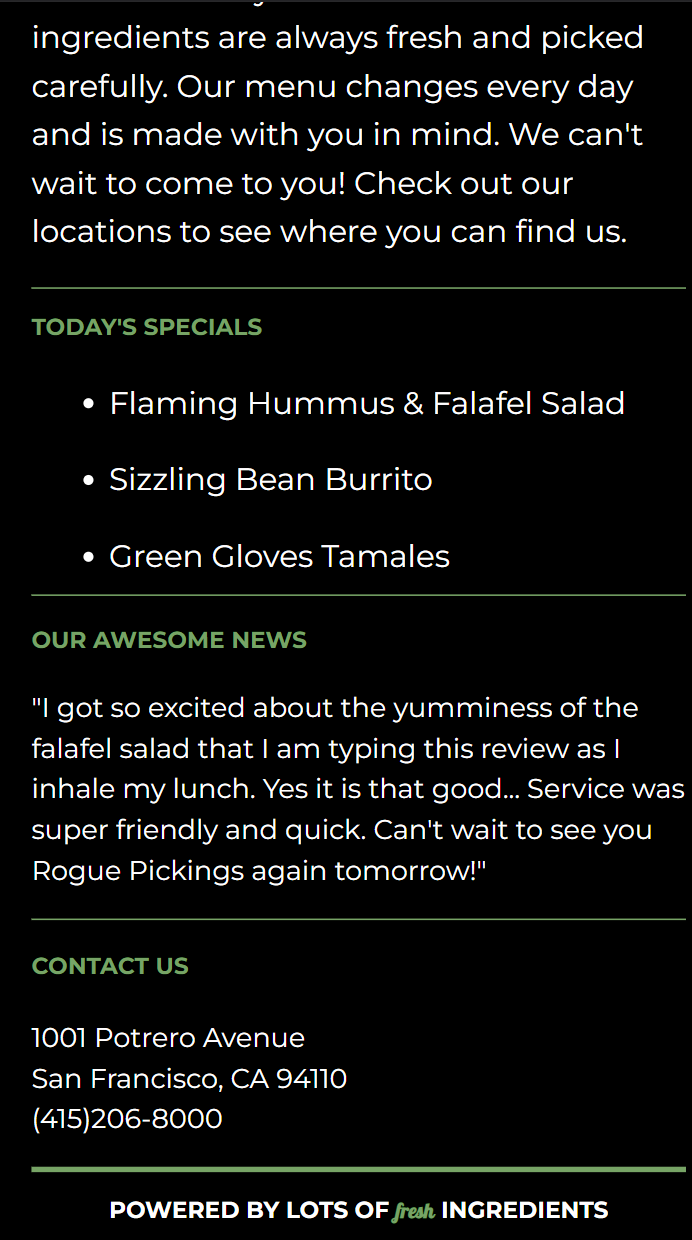 ingredients are always fresh and picked
carefully. Our menu changes every day
and is made with you in mind. We can't
wait to come to you! Check out our
locations to see where you can find us.
TODAY'S SPECIALS
• Flaming Hummus & Falafel Salad
• Sizzling Bean Burrito
• Green Gloves Tamales
OUR AWESOME NEWS
"I got so excited about the yumminess of the
falafel salad that I am typing this review as I
inhale my lunch. Yes it is that good... Service was
super friendly and quick. Can't wait to see you
Rogue Pickings again tomorrow!"
CONTACT US
1001 Potrero Avenue
San Francisco, CA 94110
(415)206-8000
POWERED BY LOTS OF fresh INGREDIENTS